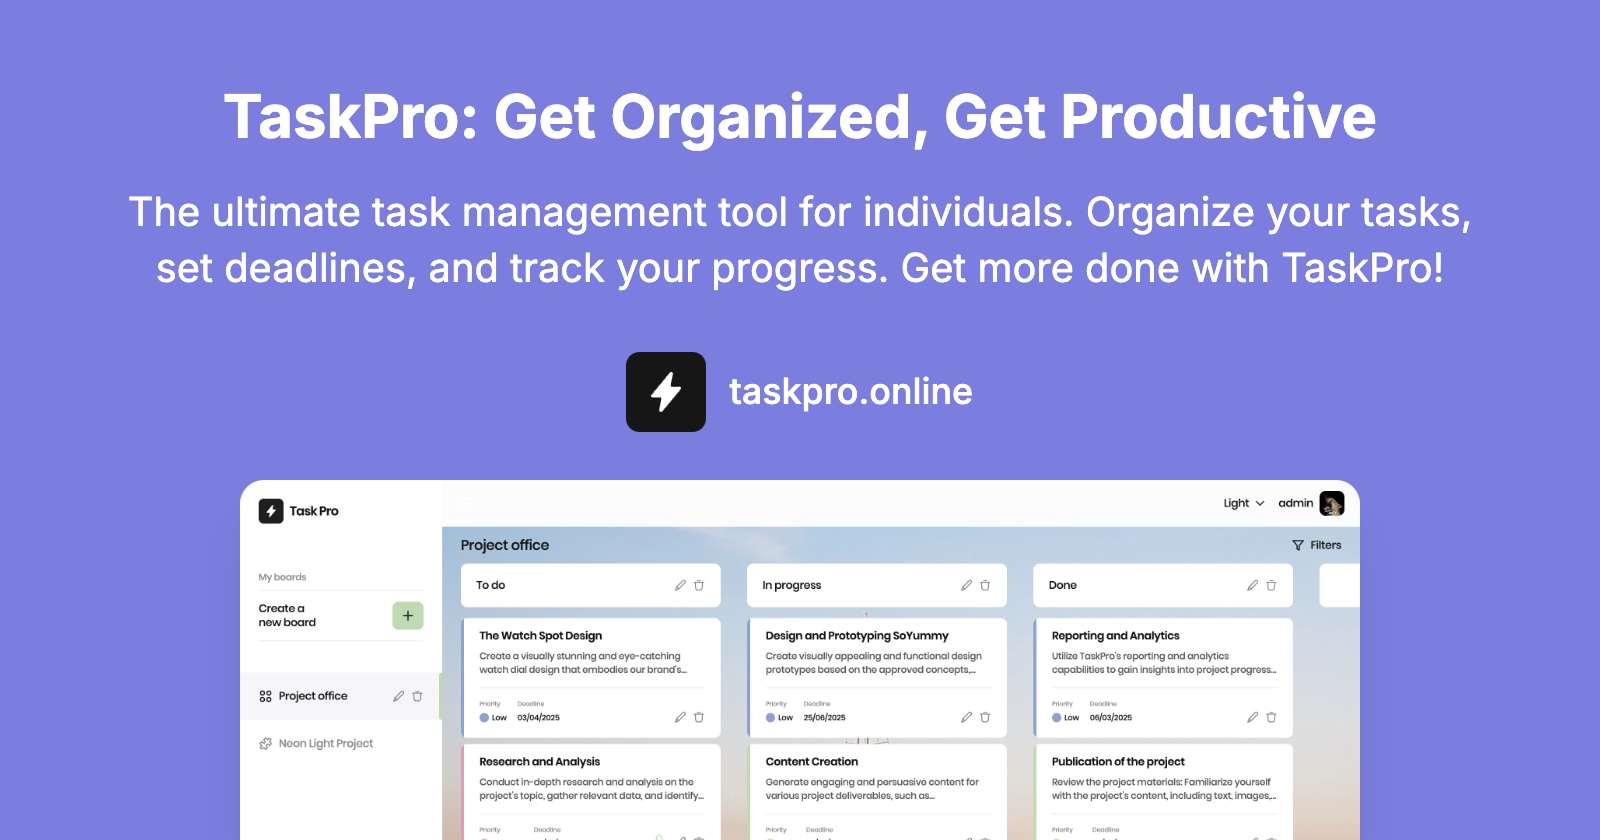 TaskPro: Get Organized, Get Productive
The ultimate task management tool for individuals. Organize your tasks,
set deadlines, and track your progress. Get more done with TaskPro!
taskpro.online
Task Pro
Light
admin
My boards
Create a
new board
Project office
Neon Light Project
Project office
Filters
To do
The Watch Spot Design
Create a visually stunning and eye-catching
watch dial design that embodies our brand's...
Priority
Deadline
Low
03/04/2025
Research and Analysis
Conduct in-depth research and analysis on the
project's topic, gather relevant data, and identify...
Priority
Deadline
In progress
Design and Prototyping SoYummy
Create visually appealing and functional design
prototypes based on the approved concepts,...
Priority
Deadline
Low
25/06/2025
Content Creation
Generate engaging and persuasive content for
various project deliverables, such as...
Priority
Deadline
Done
Reporting and Analytics
Utilize TaskPro's reporting and analytics
capabilities to gain insights into project progress...
Priority
Deadline
Low
06/03/2025
Publication of the project
Review the project materials: Familiarize yourself
with the project's content, including text, images,...
Priority
Deadline